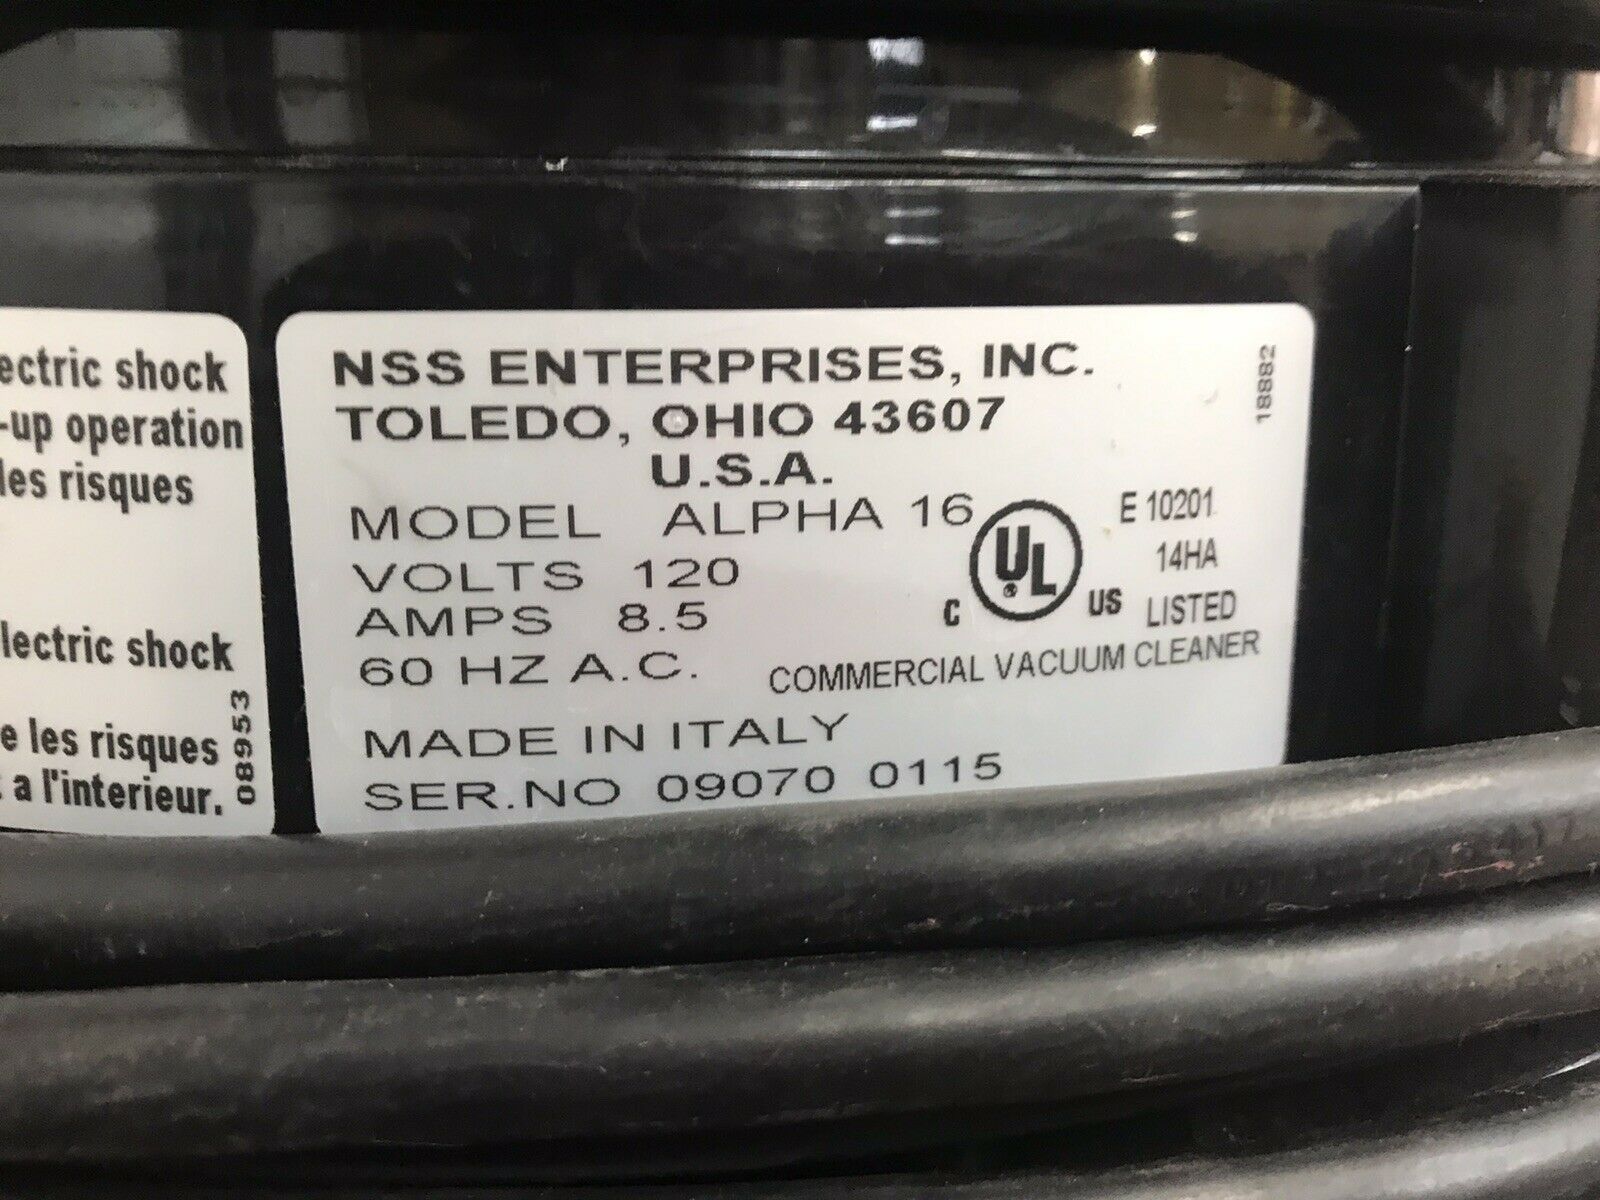 ectric shock
-up operation
les risques
lectric shock
e les risques
a l'interieur.
08953
NSS ENTERPRISES, INC.
TOLEDO, OHIO 43607
U.S.A.
MODEL ALPHA 16
VOLTS 120
AMPS 8.5
60 HZ A.C.
MADE IN ITALY
SER.NO 09070 0115
18882
C UL ® US
E 10201
14HA
LISTED
COMMERCIAL VACUUM CLEANER